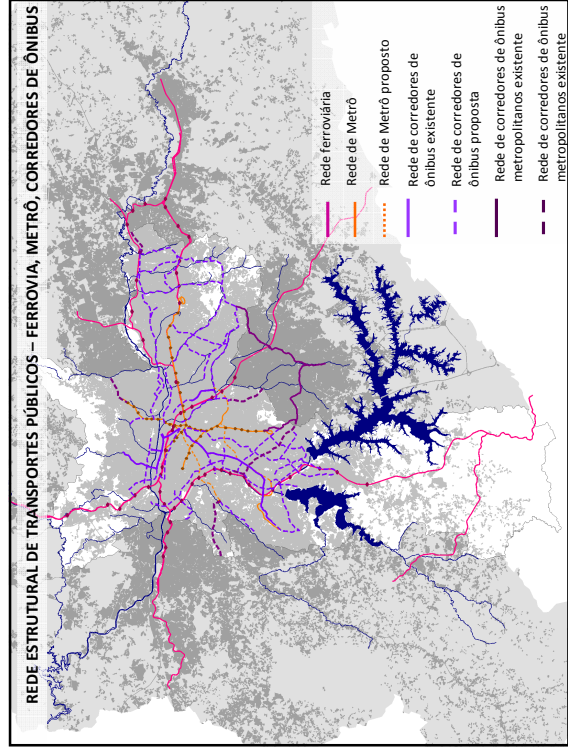 REDE ESTRUTURAL DE TRANSPORTES PÚBLICOS – FERROVIA, METRÔ, CORREDORES DE ÔNIBUS
Rede ferroviária
Rede de Metrô
Rede de Metrô proposto
Rede de corredores de
ônibus existente
Rede de corredores de
ônibus proposta
Rede de corredores de ônibus
metropolitanos existente
Rede de corredores de ônibus
metropolitanos existente